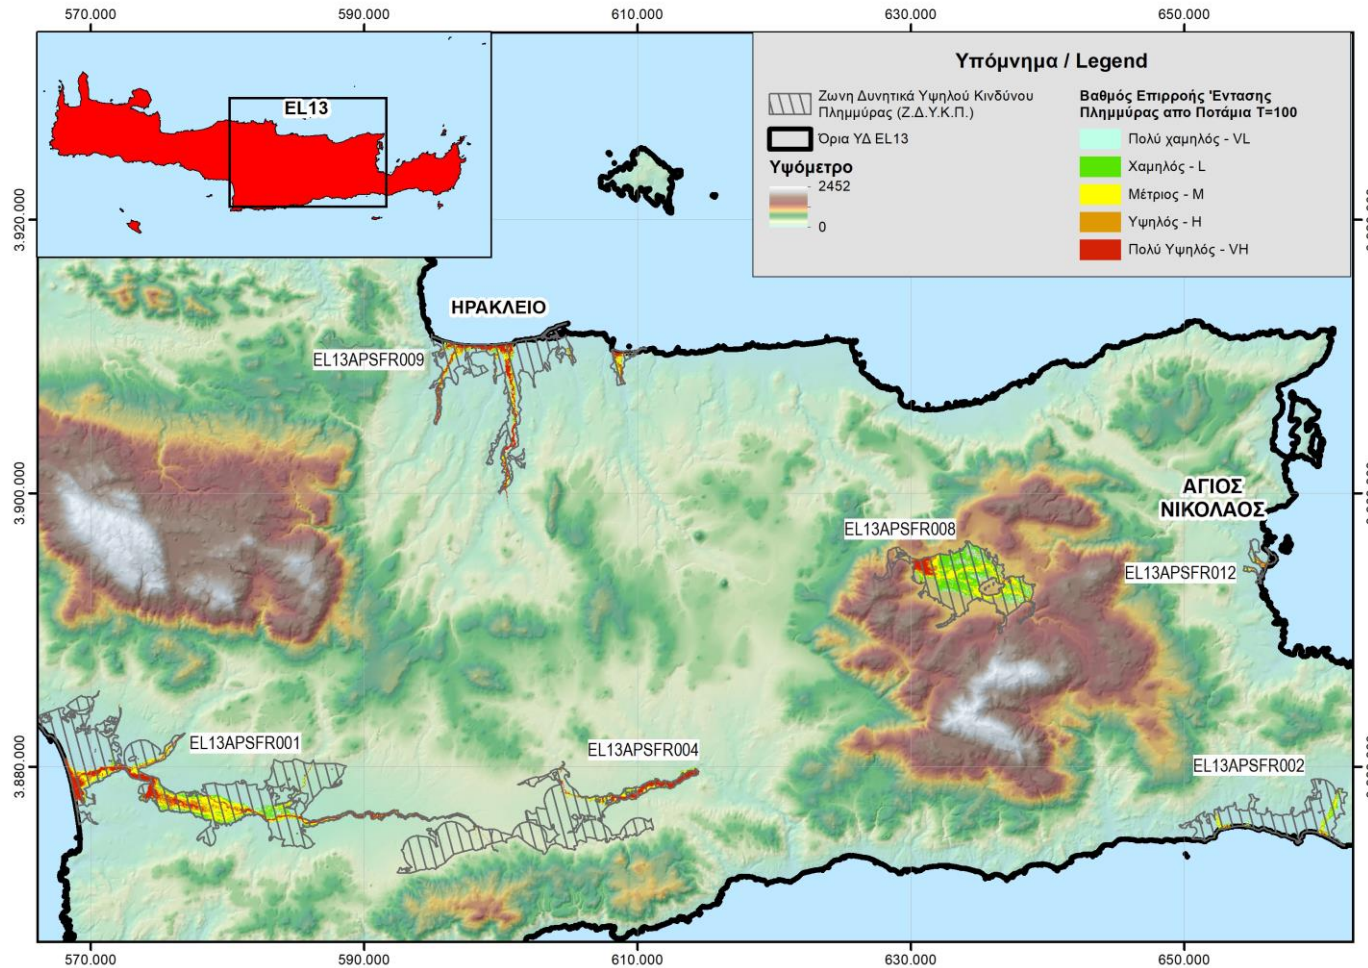 570.000 590.000 610.000 630.000 650.000
EL13
Υπόμνημα / Legend
Ζωνη Δυνητικά Υψηλού Κινδύνου
Πλημμύρας (Ζ.Δ.Υ.Κ.Π.)
Όρια ΥΔ EL13
Υψόμετρο
2452
0
Βαθμός Επιρροής Έντασης
Πλημμύρας απο Ποτάμια Τ=100
Πολύ χαμηλός - VL
Χαμηλός - L
Μέτριος - M
Υψηλός - H
Πολύ Υψηλός - VH
3.920.000
ΗΡΑΚΛΕΙΟ
EL13APSFR009
3.900.000
ΑΓΙΟΣ
ΝΙΚΟΛΑΟΣ
EL13APSFR008
EL13APSFR012
EL13APSFR001
EL13APSFR004
EL13APSFR002
3.880.000
570.000 590.000 610.000 630.000 650.000